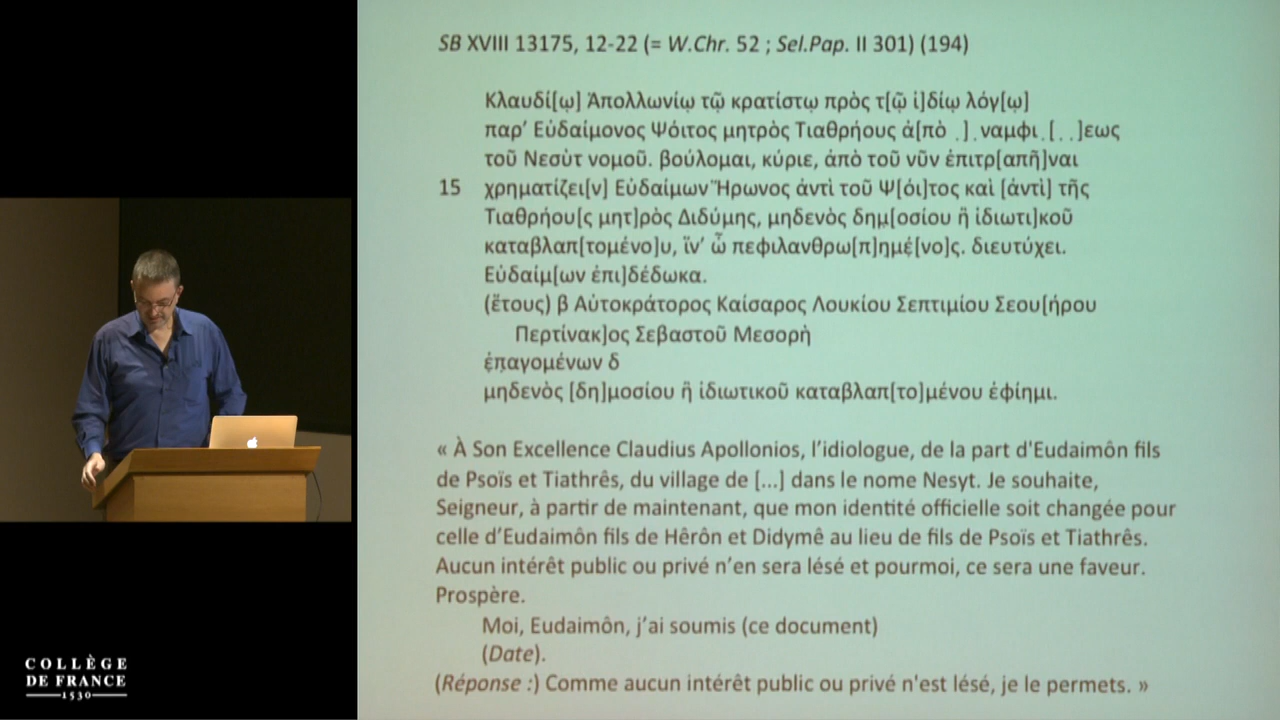 SB XVIII 13175, 12-22 (= W.Chr. 52 ; Sel.Pap. II 301) (194)
Κλαυδί[ῳ] Ἀπολλωνίῳ τῷ κρατίστῳ πρὸς τ[ῷ ἰ]δίῳ λόγ[ῳ]
παρ’ Εὐδαίμονος Ψόιτος μητρὸς Τιαθρήους ἀ[πὸ .] . ναμφι . [ . . ]εως
τοῦ Νεσὺτ νομοῦ. βούλομαι, κύριε, ἀπὸ τοῦ νῦν ἐπιτρ[απῆ]ναι
15 χρηματίζει[ν] Εὐδαίμων Ἥρωνος ἀντὶ τοῦ Ψ[όι]τος καὶ [ἀντὶ] τῆς
Τιαθρήου[ς μητ]ρὸς Διδύμης, μηδενὸς δημ[οσίου ἢ ἰδιωτι]κοῦ
καταβλαπ[τομένο]υ, ἵν’ ὦ πεφιλανθρω[π]ημέ̣[νο]ς. διευτύχει.
Εὐδαίμ[ων ἐπι]δέδωκα.
(ἔτους) β Αὐτοκράτορος Καίσαρος Λουκίου Σεπτιμίου Σεου[ήρου
Περτίνακ]ος Σεβαστοῦ Μεσορὴ
ἐπ̣αγομένων δ
μηδενὸς [δη]μοσίου ἢ ἰδιωτικοῦ καταβλαπ[το]μένου ἐφίημι.
« À Son Excellence Claudius Apollonios, l’idiologue, de la part d'Eudaimôn fils
de Psoïs et Tiathrês, du village de [...] dans le nome Nesyt. Je souhaite,
Seigneur, à partir de maintenant, que mon identité officielle soit changée pour
celle d’Eudaimôn fils de Hêrôn et Didymê au lieu de fils de Psoïs et Tiathrês.
Aucun intérêt public ou privé n’en sera lésé et pourmoi, ce sera une faveur.
Prospère.
Moi, Eudaimôn, j’ai soumis (ce document)
(Date).
(Réponse :) Comme aucun intérêt public ou privé n'est lésé, je le permets. »
COLLÈGE
DE FRANCE
1530